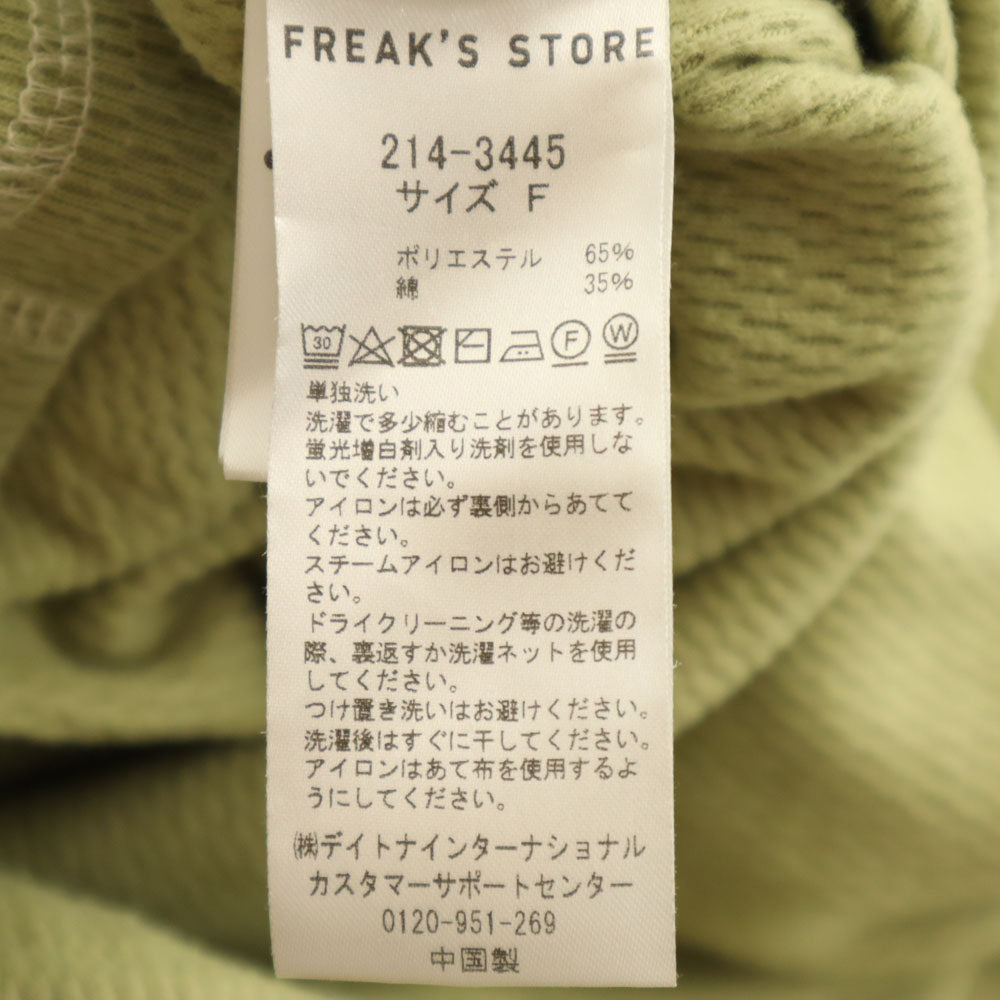 FREAK'S STORE
214-3445
サイズ F
ポリエステル 65%
綿 35%
30 F W
単独洗い
洗濯で多少縮むことがあります。
蛍光増白剤入り洗剤を使用しな
いでください。
アイロンは必ず裏側からあてて
ください。
スチームアイロンはお避けくだ
さい。
ドライクリーニング等の洗濯の
際、裏返すか洗濯ネットを使用
してください。
つけ置き洗いはお避けください。
洗濯後はすぐに干してください。
アイロンはあて布を使用するよ
うにしてください。
㈱デイトナインターナショナル
カスタマーサポートセンター
0120-951-269
中国製